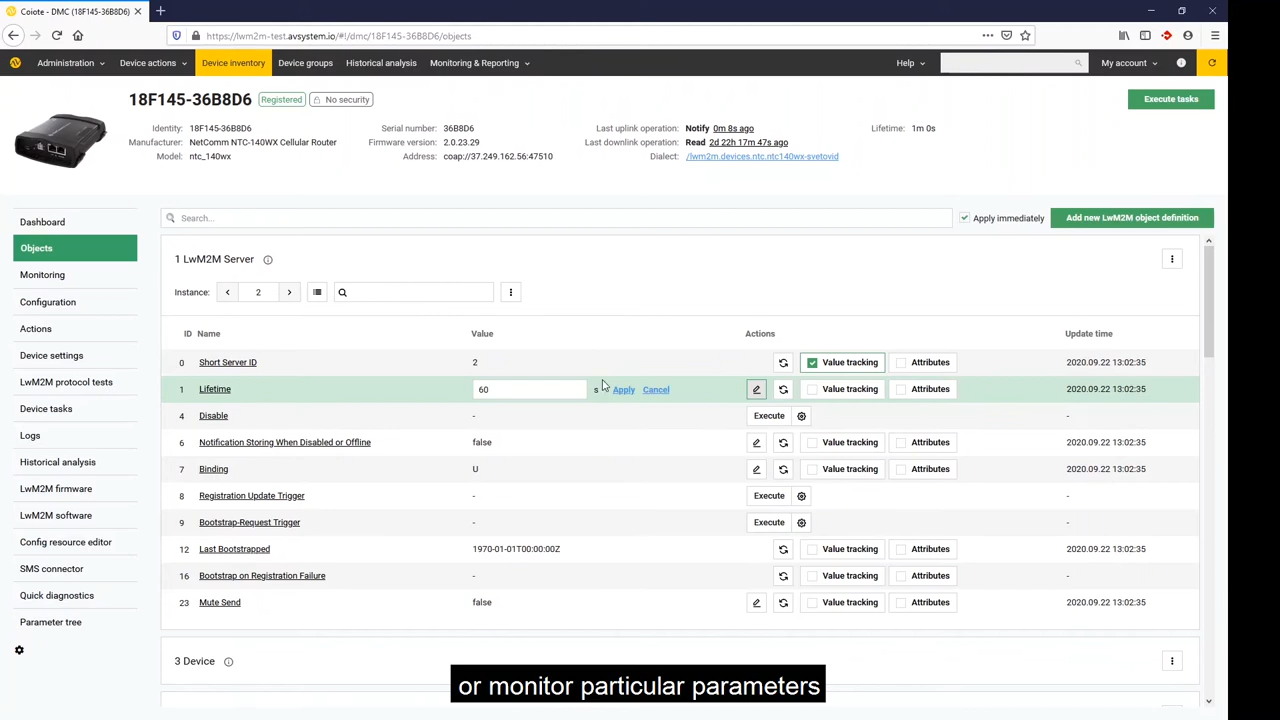 Coiote - DMC (18F145-36B8D6)
https://lwm2m-test.avsystem.io/#!/dmc/18F145-36B8D6/objects
Administration Device actions Device inventory Device groups Historical analysis Monitoring & Reporting Help My account
18F145-36B8D6 Registered No security Execute tasks
Identity: 18F145-36B8D6 Serial number: 36B8D6 Last uplink operation: Notify 0m 8s ago Lifetime: 1m 0s
Manufacturer: NetComm NTC-140WX Cellular Router Firmware version: 2.0.23.29 Last downlink operation: Read 2d 22h 17m 47s ago
Model: ntc_140wx Address: coap://37.249.162.56:47510 Dialect: /lwm2m.devices.ntc.ntc140wx-svetovid
Dashboard
Objects
Monitoring
Configuration
Actions
Device settings
LwM2M protocol tests
Device tasks
Logs
Historical analysis
LwM2M firmware
LwM2M software
Config resource editor
SMS connector
Quick diagnostics
Parameter tree
Search... Apply immediately Add new LwM2M object definition
1 LwM2M Server
Instance: 2
ID Name Value Actions Update time
0 Short Server ID 2 Value tracking Attributes 2020.09.22 13:02:35
1 Lifetime 60 s Apply Cancel Value tracking Attributes 2020.09.22 13:02:35
4 Disable - Execute -
6 Notification Storing When Disabled or Offline false Value tracking Attributes 2020.09.22 13:02:35
7 Binding U Value tracking Attributes 2020.09.22 13:02:35
8 Registration Update Trigger - Execute -
9 Bootstrap-Request Trigger - Execute -
12 Last Bootstrapped 1970-01-01T00:00:00Z Value tracking Attributes 2020.09.22 13:02:35
16 Bootstrap on Registration Failure - Value tracking Attributes -
23 Mute Send false Value tracking Attributes 2020.09.22 13:02:35
3 Device
or monitor particular parameters